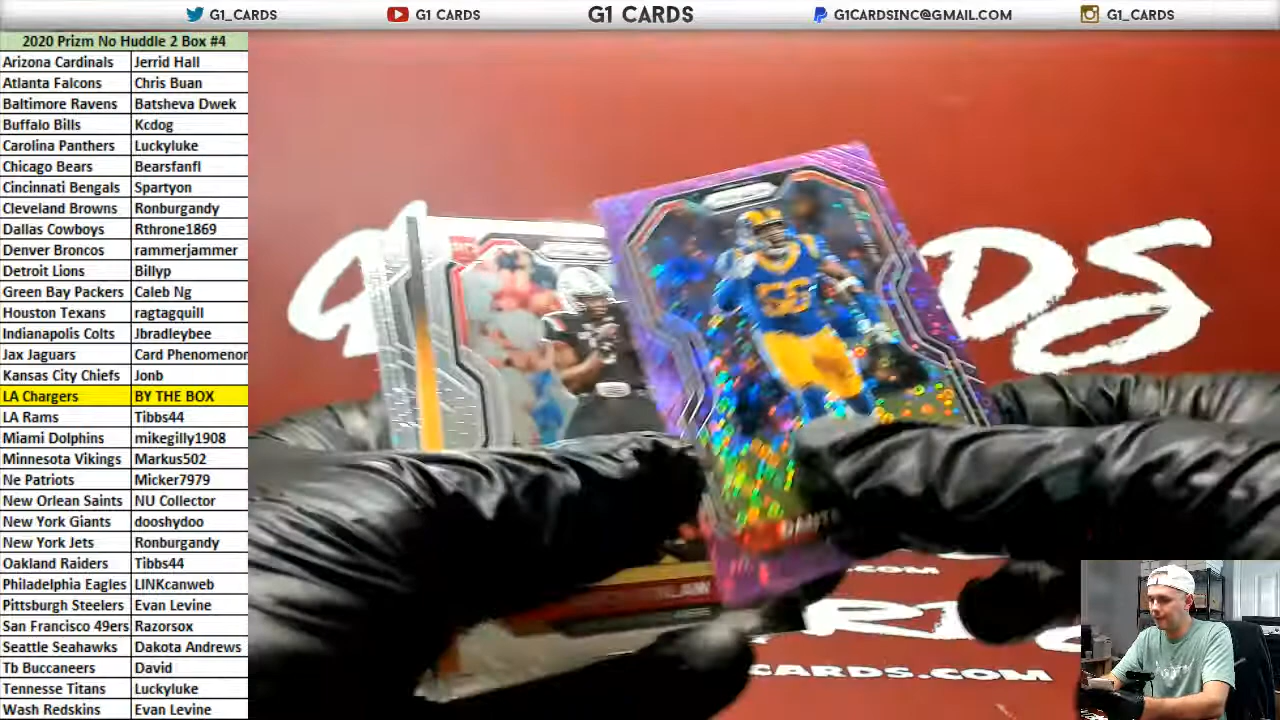 G1_CARDS G1 CARDS G1 CARDS G1CARDSINC@GMAIL.COM G1_CARDS
2020 Prizm No Huddle 2 Box #4
Arizona Cardinals Jerrid Hall
Atlanta Falcons Chris Buan
Baltimore Ravens Batsheva Dwek
Buffalo Bills Kcdog
Carolina Panthers Luckyluke
Chicago Bears Bearsfanfl
Cincinnati Bengals Spartyon
Cleveland Browns Ronburgandy
Dallas Cowboys Rthrone1869
Denver Broncos rammerjammer
Detroit Lions Billyp
Green Bay Packers Caleb Ng
Houston Texans ragtagquill
Indianapolis Colts Jbradleybee
Jax Jaguars Card Phenomenon
Kansas City Chiefs Jonb
LA Chargers BY THE BOX
LA Rams Tibbs44
Miami Dolphins mikegilly1908
Minnesota Vikings Markus502
Ne Patriots Micker7979
New Orlean Saints NU Collector
New York Giants dooshydoo
New York Jets Ronburgandy
Oakland Raiders Tibbs44
Philadelphia Eagles LINKcanweb
Pittsburgh Steelers Evan Levine
San Francisco 49ers Razorsox
Seattle Seahawks Dakota Andrews
Tb Buccaneers David
Tennesse Titans Luckyluke
Wash Redskins Evan Levine
DS
.COM
CARDS.COM